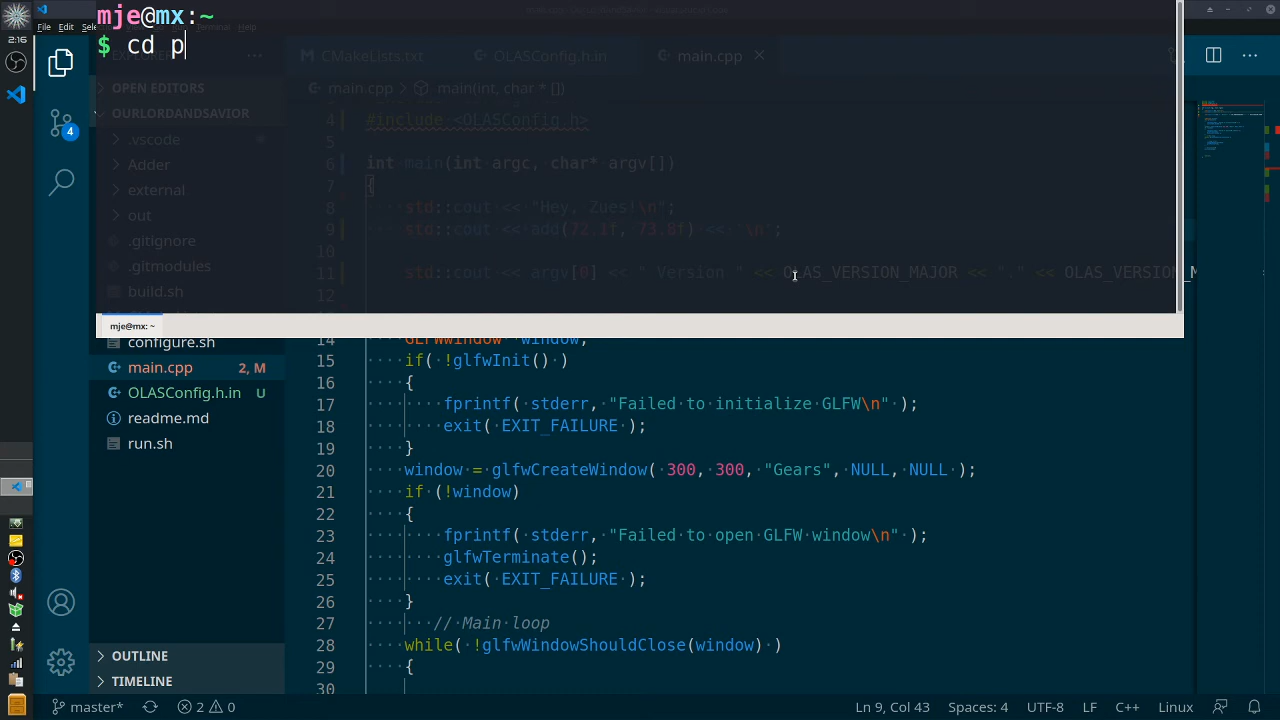 mje@mx:~
$ cd p
2:16
File Edit Sele Run Terminal Help
EXPLORER
CMakeLists.txt
OLASConfig.h.in
main.cpp
OPEN EDITORS
OURLORDANDSAVIOR
.vscode
Adder
external
out
.gitignore
.gitmodules
build.sh
configure.sh
main.cpp 2, M
OLASConfig.h.in U
readme.md
run.sh
OUTLINE
TIMELINE
4
main.cpp main(int, char * [])
4 #include <OLASConfig.h>
5
6 int main(int argc, char* argv[])
7 {
8 std::cout << "Hey, Zues!\n";
9 std::cout << add(72.1f, 73.8f) << '\n';
10
11 std::cout << argv[0] << " Version " << OLAS_VERSION_MAJOR << "." << OLAS_VERSION_M
12
mje@mx: ~
14 GLFWwindow* window;
15 if( !glfwInit() )
16 {
17 fprintf( stderr, "Failed to initialize GLFW\n" );
18 exit( EXIT_FAILURE );
19 }
20 window = glfwCreateWindow( 300, 300, "Gears", NULL, NULL );
21 if (!window)
22 {
23 fprintf( stderr, "Failed to open GLFW window\n" );
24 glfwTerminate();
25 exit( EXIT_FAILURE );
26 }
27 // Main loop
28 while( !glfwWindowShouldClose(window) )
29 {
30
master* 2 0 Ln 9, Col 43 Spaces: 4 UTF-8 LF C++ Linux